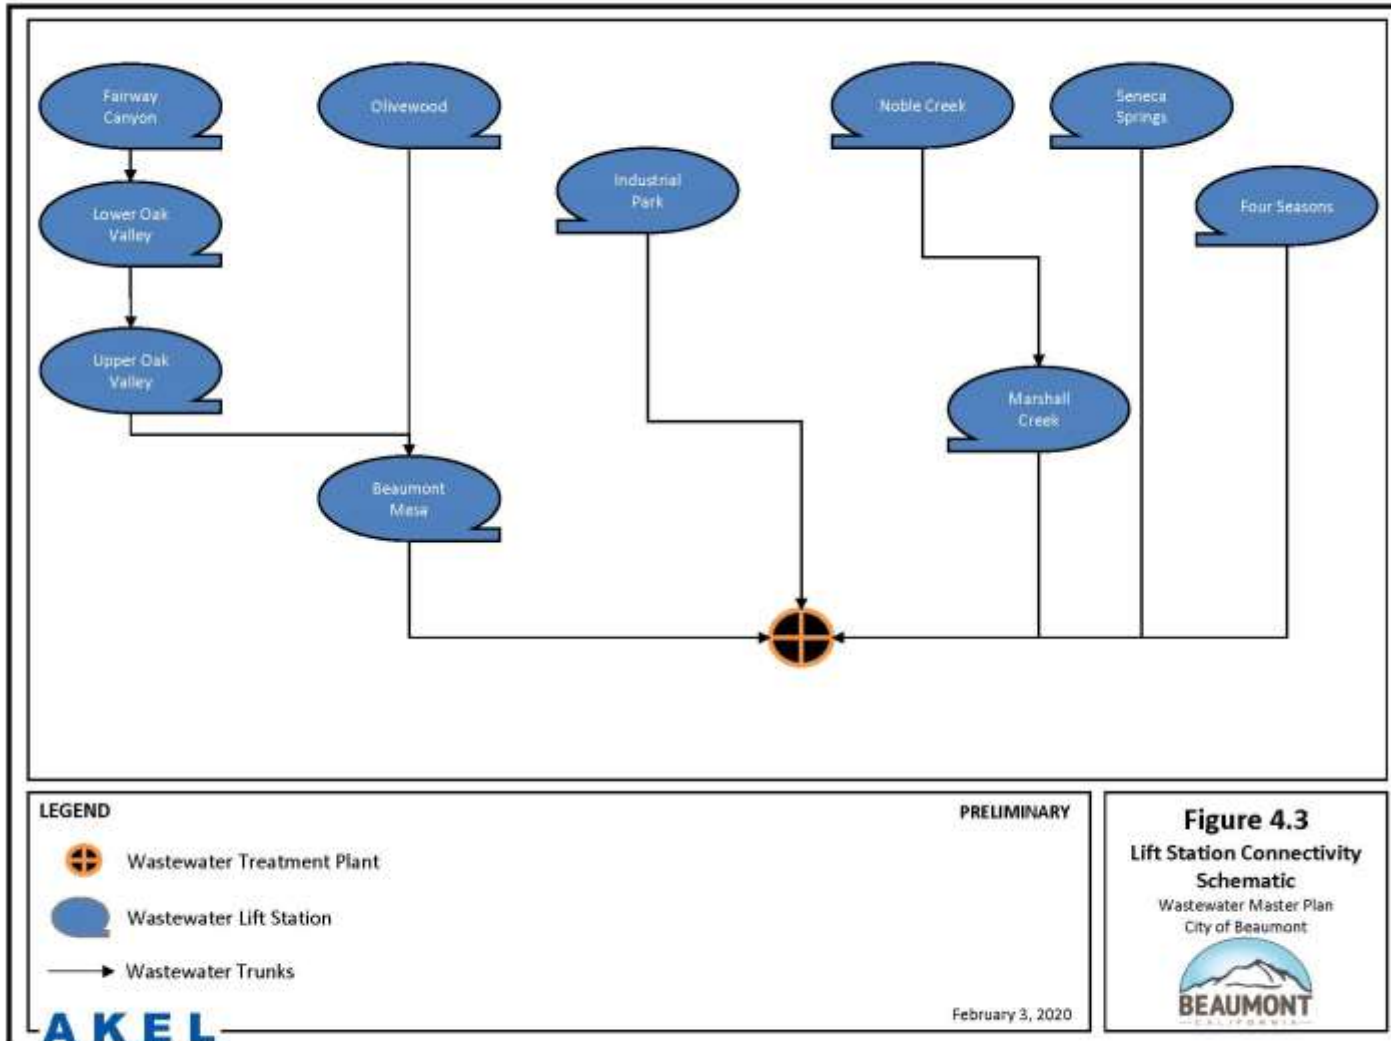 Fairway
Canyon
Olivewood
Noble Creek
Seneca
Springs
Industrial
Park
Four Seasons
Lower Oak
Valley
Upper Oak
Valley
Marshall
Creek
Beaumont
Mesa
LEGEND
PRELIMINARY
Wastewater Treatment Plant
Wastewater Lift Station
Wastewater Trunks
February 3, 2020
AKEL
Figure 4.3
Lift Station Connectivity
Schematic
Wastewater Master Plan
City of Beaumont
BEAUMONT
CALIFORNIA